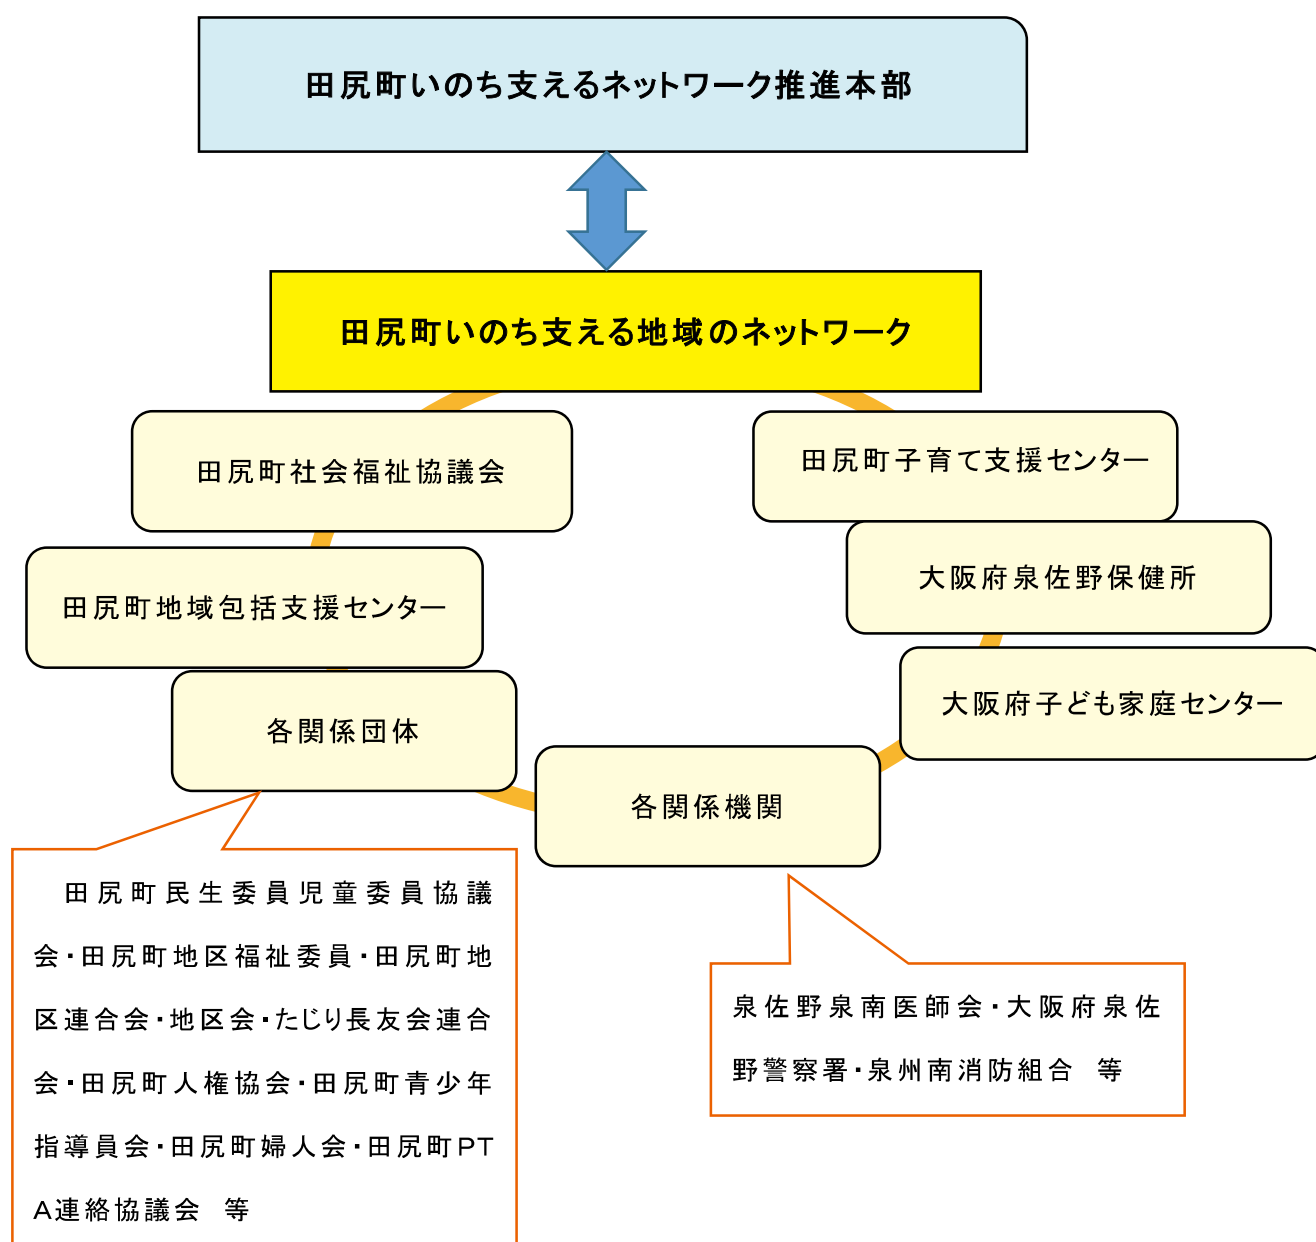 田尻町いのち支えるネットワーク推進本部
田尻町いのち支える地域のネットワーク
田尻町社会福祉協議会
田尻町子育て支援センター
大阪府泉佐野保健所
田尻町地域包括支援センター
大阪府子ども家庭センター
各関係団体
各関係機関
田尻町民生委員児童委員協議
会・田尻町地区福祉委員・田尻町地
区連合会・地区会・たじり長友会連合
会・田尻町人権協会・田尻町青少年
指導員会・田尻町婦人会・田尻町PT
A連絡協議会　等
泉佐野泉南医師会・大阪府泉佐
野警察署・泉州南消防組合　等